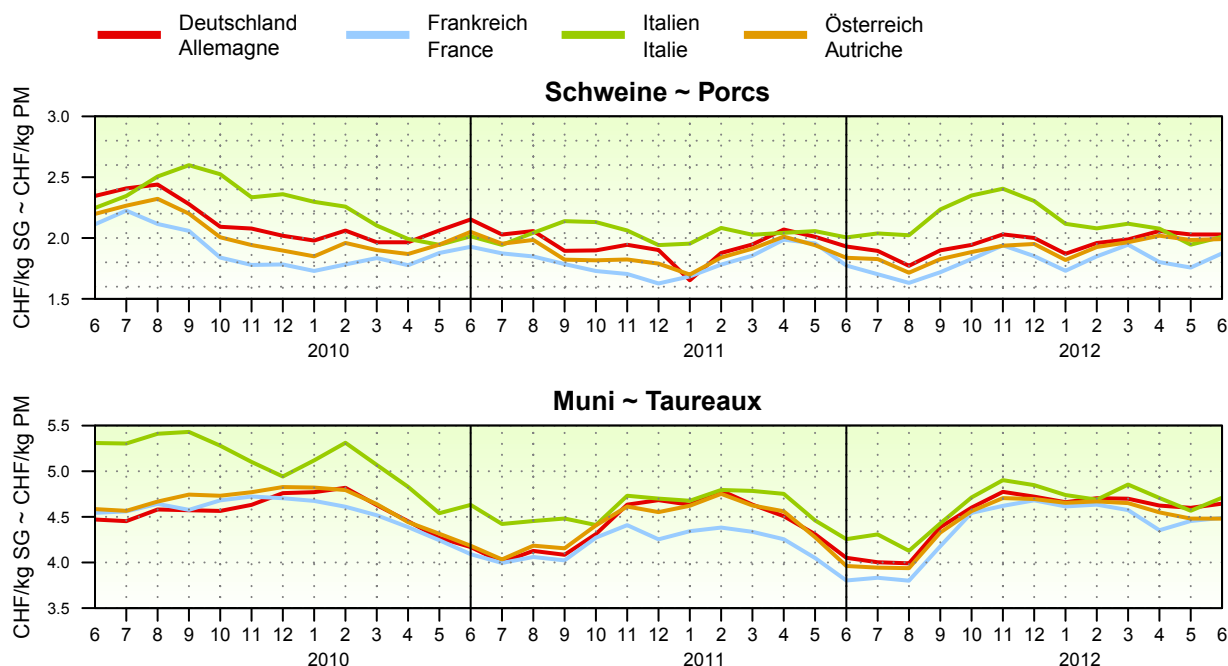 Deutschland
Allemagne
Frankreich
France
Italien
Italie
Österreich
Autriche
Schweine ~ Porcs
CHF/kg SG ~ CHF/kg PM
3.0
2.5
2.0
1.5
6 7 8 9 10 11 12 1 2 3 4 5 6 7 8 9 10 11 12 1 2 3 4 5 6 7 8 9 10 11 12 1 2 3 4 5 6
2010 2011 2012
Muni ~ Taureaux
CHF/kg SG ~ CHF/kg PM
5.5
5.0
4.5
4.0
3.5
6 7 8 9 10 11 12 1 2 3 4 5 6 7 8 9 10 11 12 1 2 3 4 5 6 7 8 9 10 11 12 1 2 3 4 5 6
2010 2011 2012